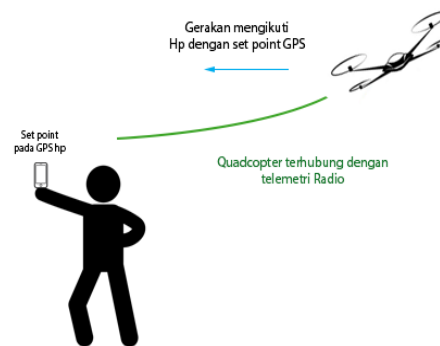 Gerakan mengikuti
Hp dengan set point GPS
Set point
pada GPS hp
Quadcopter terhubung dengan
telemetri Radio